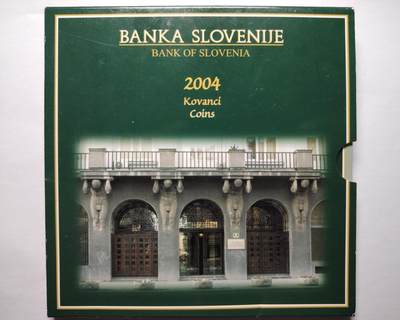 BANKA SLOVENIJE
BANK OF SLOVENIA
2004
Kovanci
Coins